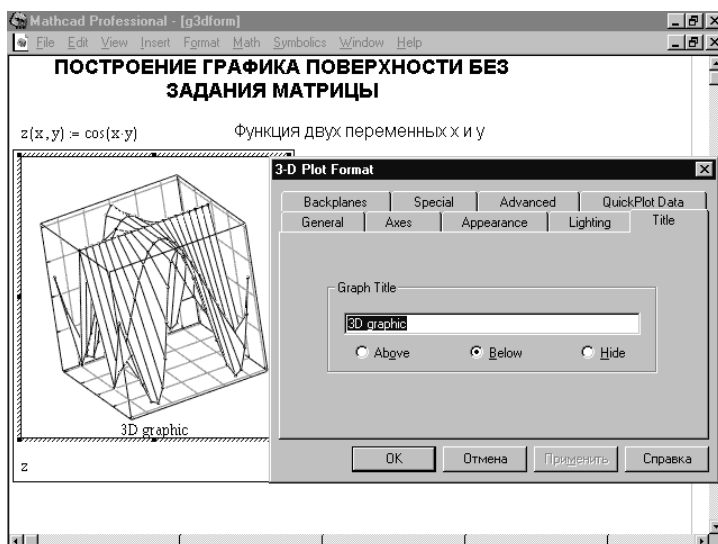 Mathcad Professional - [g3dform]
File Edit View Insert Format Math Symbolics Window Help
ПОСТРОЕНИЕ ГРАФИКА ПОВЕРХНОСТИ БЕЗ
ЗАДАНИЯ МАТРИЦЫ
z(x,y) := cos(x·y) Функция двух переменных x и y
3-D Plot Format
Backplanes Special Advanced QuickPlot Data
General Axes Appearance Lighting Title
Graph Title
3D graphic
Above Below Hide
3D graphic
OK Отмена Применить Справка
z